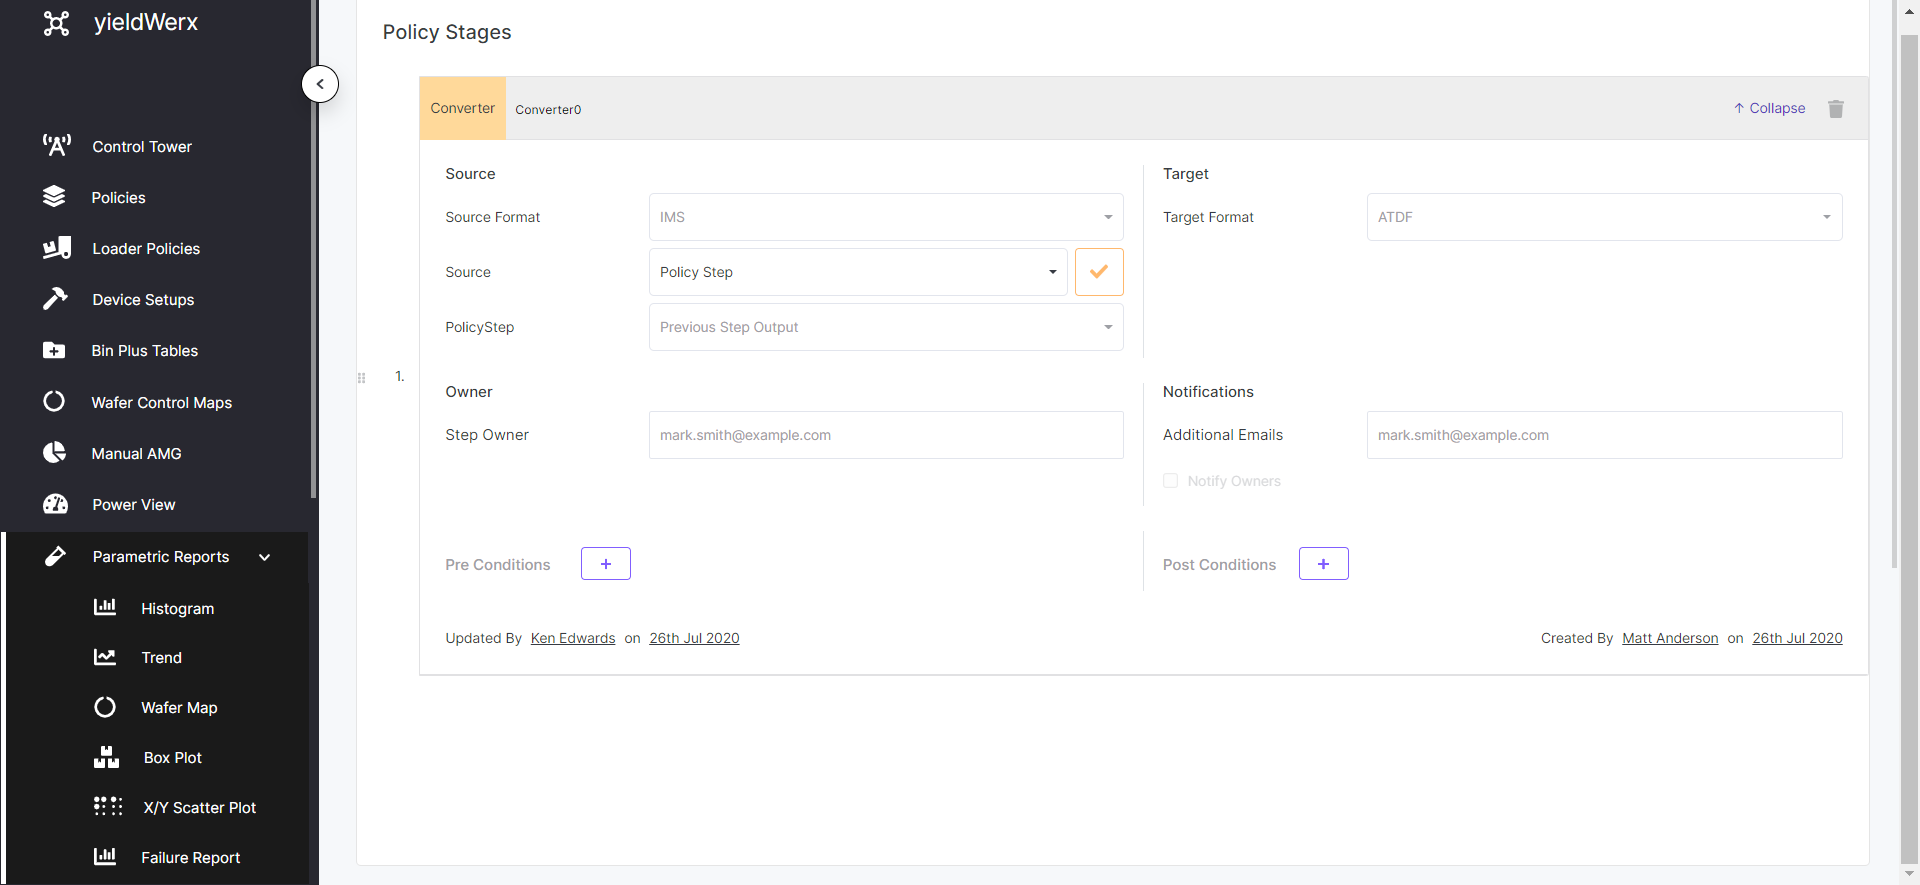 yieldWerx
Control Tower
Policies
Loader Policies
Device Setups
Bin Plus Tables
Wafer Control Maps
Manual AMG
Power View
Parametric Reports
Histogram
Trend
Wafer Map
Box Plot
X/Y Scatter Plot
Failure Report
Policy Stages
Converter Converter0 ↑ Collapse
1.
Source
Source Format IMS
Source Policy Step
PolicyStep Previous Step Output
Target
Target Format ATDF
Owner
Step Owner mark.smith@example.com
Notifications
Additional Emails mark.smith@example.com
Notify Owners
Pre Conditions +
Post Conditions +
Updated By Ken Edwards on 26th Jul 2020
Created By Matt Anderson on 26th Jul 2020